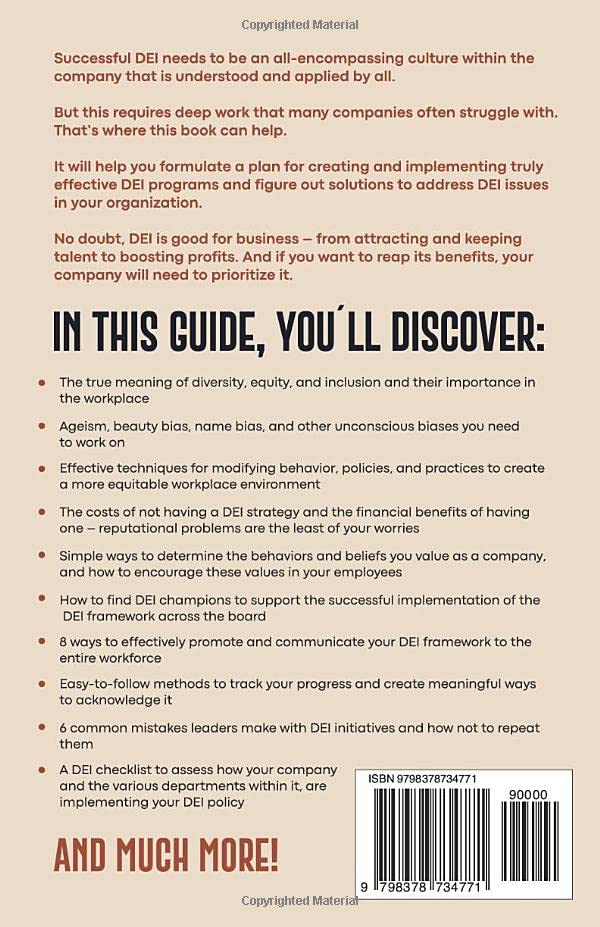 Copyrighted Material
Successful DEI needs to be an all-encompassing culture within the
company that is understood and applied by all.
But this requires deep work that many companies often struggle with.
That's where this book can help.
It will help you formulate a plan for creating and implementing truly
effective DEI programs and figure out solutions to address DEI issues
in your organization.
No doubt, DEI is good for business – from attracting and keeping
talent to boosting profits. And if you want to reap its benefits, your
company will need to prioritize it.
IN THIS GUIDE, YOU´LL DISCOVER:
• The true meaning of diversity, equity, and inclusion and their importance in
the workplace
• Ageism, beauty bias, name bias, and other unconscious biases you need
to work on
• Effective techniques for modifying behavior, policies, and practices to create
a more equitable workplace environment
• The costs of not having a DEI strategy and the financial benefits of having
one – reputational problems are the least of your worries
• Simple ways to determine the behaviors and beliefs you value as a company,
and how to encourage these values in your employees
• How to find DEI champions to support the successful implementation of the
DEI framework across the board
• 8 ways to effectively promote and communicate your DEI framework to the
entire workforce
• Easy-to-follow methods to track your progress and create meaningful ways
to acknowledge it
• 6 common mistakes leaders make with DEI initiatives and how not to repeat
them
• A DEI checklist to assess how your company
and the various departments within it, are
implementing your DEI policy
AND MUCH MORE!
ISBN 9798378734771
90000
9 798378 734771
Copyrighted Material